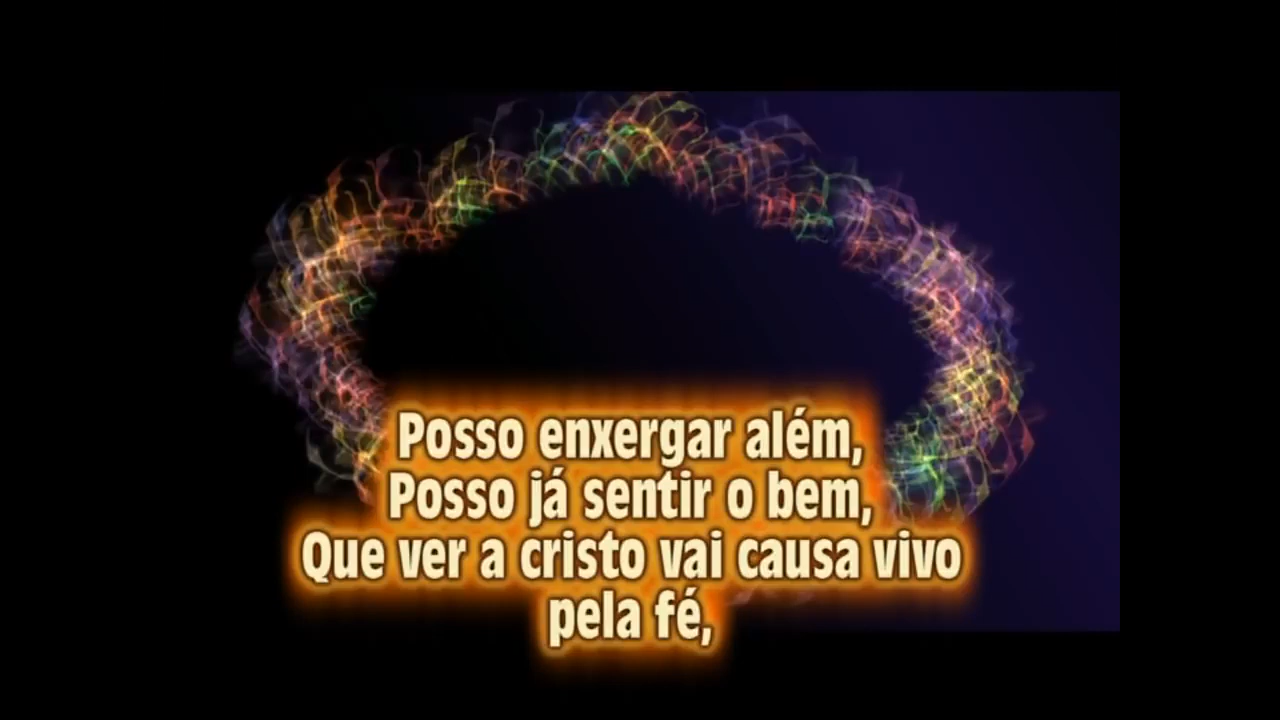 Posso enxergar além,
Posso já sentir o bem,
Que ver a cristo vai causa vivo
pela fé,